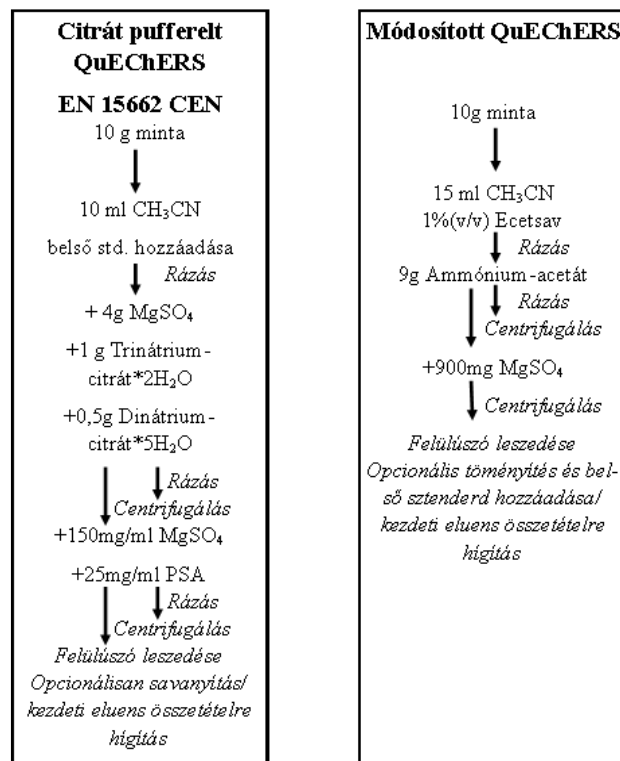 Citrát pufferelt
QuEChERS
EN 15662 CEN
10 g minta
10 ml CH₃CN
belső std. hozzáadása
Rázás
+ 4g MgSO₄
+1 g Trinátrium-
citrát*2H₂O
+0,5g Dinátrium-
citrát*5H₂O
Rázás
Centrifugálás
+150mg/ml MgSO₄
+25mg/ml PSA
Rázás
Centrifugálás
Felülúszó leszedése
Opcionálisan savanyítás/
kezdeti eluens összetételre
hígítás
Módosított QuEChERS
10g minta
15 ml CH₃CN
1%(v/v) Ecetsav
Rázás
9g Ammónium-acetát
Rázás
Centrifugálás
+900mg MgSO₄
Centrifugálás
Felülúszó leszedése
Opcionális töményítés és bel-
ső sztenderd hozzáadása/
kezdeti eluens összetételre
hígítás